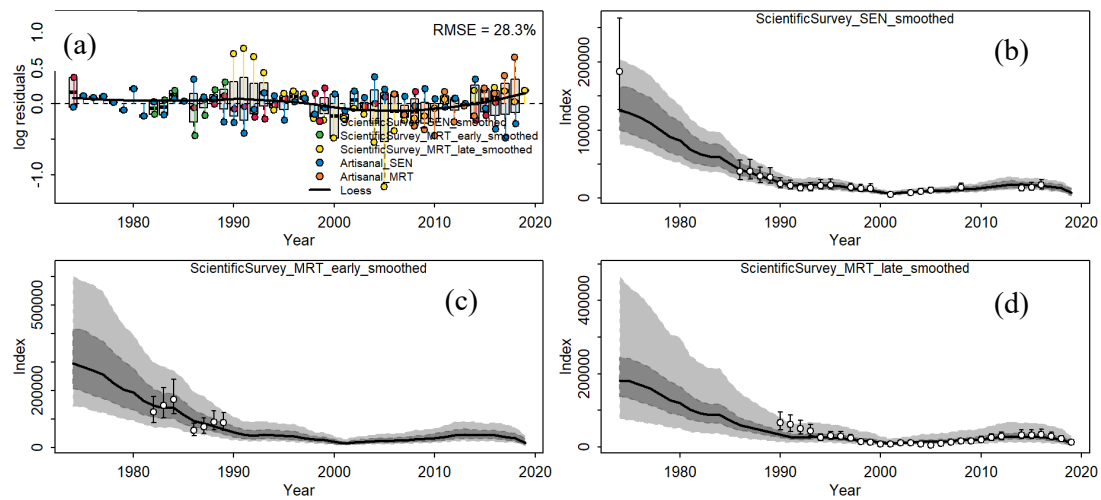 (a)
RMSE = 28.3%
log residuals
1.0
0.5
0.0
-1.0
ScientificSurvey_SEN_smoothed
ScientificSurvey_MRT_early_smoothed
ScientificSurvey_MRT_late_smoothed
Artisanal_SEN
Artisanal_MRT
Loess
1980 1990 2000 2010 2020
Year
ScientificSurvey_SEN_smoothed
(b)
Index
200000
100000
0
1980 1990 2000 2010 2020
Year
ScientificSurvey_MRT_early_smoothed
(c)
Index
500000
200000
0
1980 1990 2000 2010 2020
Year
ScientificSurvey_MRT_late_smoothed
(d)
Index
400000
200000
0
1980 1990 2000 2010 2020
Year